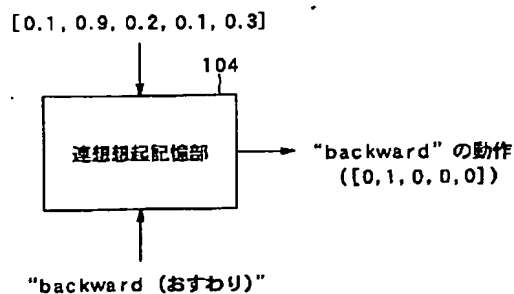 [0.1, 0.9, 0.2, 0.1, 0.3]
104
連想想起記憶部
“backward” の動作
([0,1,0,0,0])
“backward (おすわり)”